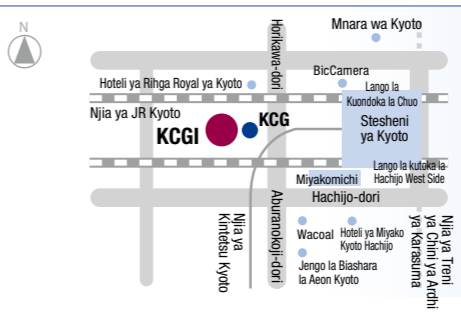 N
Mnara wa Kyoto
Horikawa-dori
BicCamera
Hoteli ya Rihga Royal ya Kyoto
Lango la
Kuondoka la Chuo
Njia ya JR Kyoto
KCGI
KCG
Stesheni
ya Kyoto
Lango la kutoka la
Hachijo West Side
Miyakomichi
Hachijo-dori
Njia ya
Kintetsu Kyoto
Aburanokoji-dori
Wacoal
Hoteli ya Miyako
Kyoto Hachijo
Jengo la Biashara
la Aeon Kyoto
Njia ya Treni
ya Chini ya Ardhi
ya Karasuma